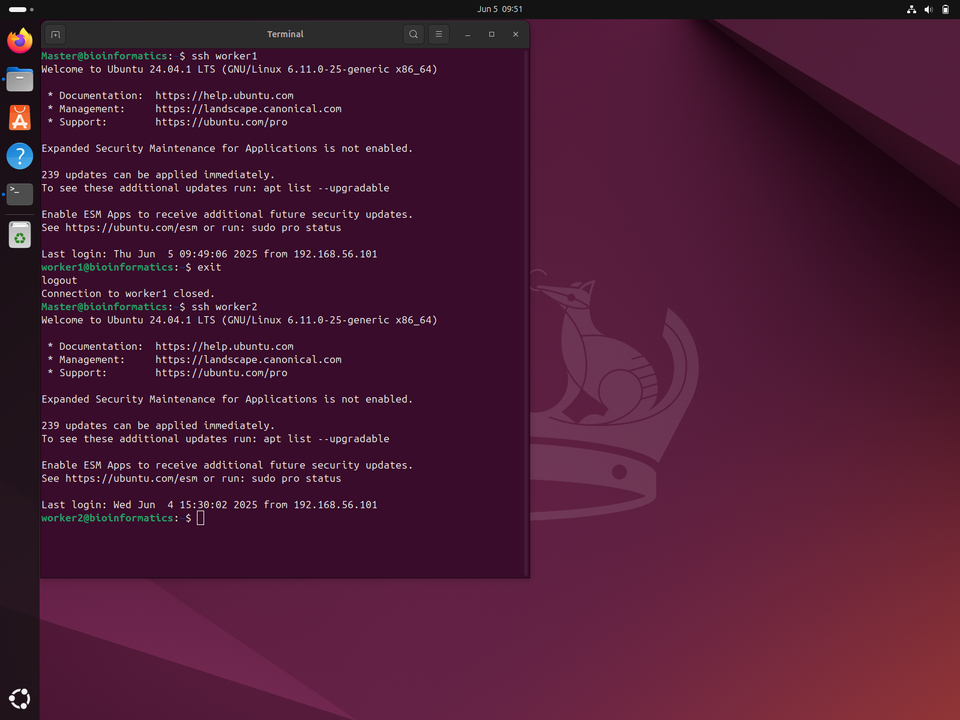 Jun 5 09:51
Terminal
Master@bioinformatics: $ ssh worker1
Welcome to Ubuntu 24.04.1 LTS (GNU/Linux 6.11.0-25-generic x86_64)
* Documentation: https://help.ubuntu.com
* Management: https://landscape.canonical.com
* Support: https://ubuntu.com/pro
Expanded Security Maintenance for Applications is not enabled.
239 updates can be applied immediately.
To see these additional updates run: apt list --upgradable
Enable ESM Apps to receive additional future security updates.
See https://ubuntu.com/esm or run: sudo pro status
Last login: Thu Jun  5 09:49:06 2025 from 192.168.56.101
worker1@bioinformatics: $ exit
logout
Connection to worker1 closed.
Master@bioinformatics: $ ssh worker2
Welcome to Ubuntu 24.04.1 LTS (GNU/Linux 6.11.0-25-generic x86_64)
* Documentation: https://help.ubuntu.com
* Management: https://landscape.canonical.com
* Support: https://ubuntu.com/pro
Expanded Security Maintenance for Applications is not enabled.
239 updates can be applied immediately.
To see these additional updates run: apt list --upgradable
Enable ESM Apps to receive additional future security updates.
See https://ubuntu.com/esm or run: sudo pro status
Last login: Wed Jun  4 15:30:02 2025 from 192.168.56.101
worker2@bioinformatics: $